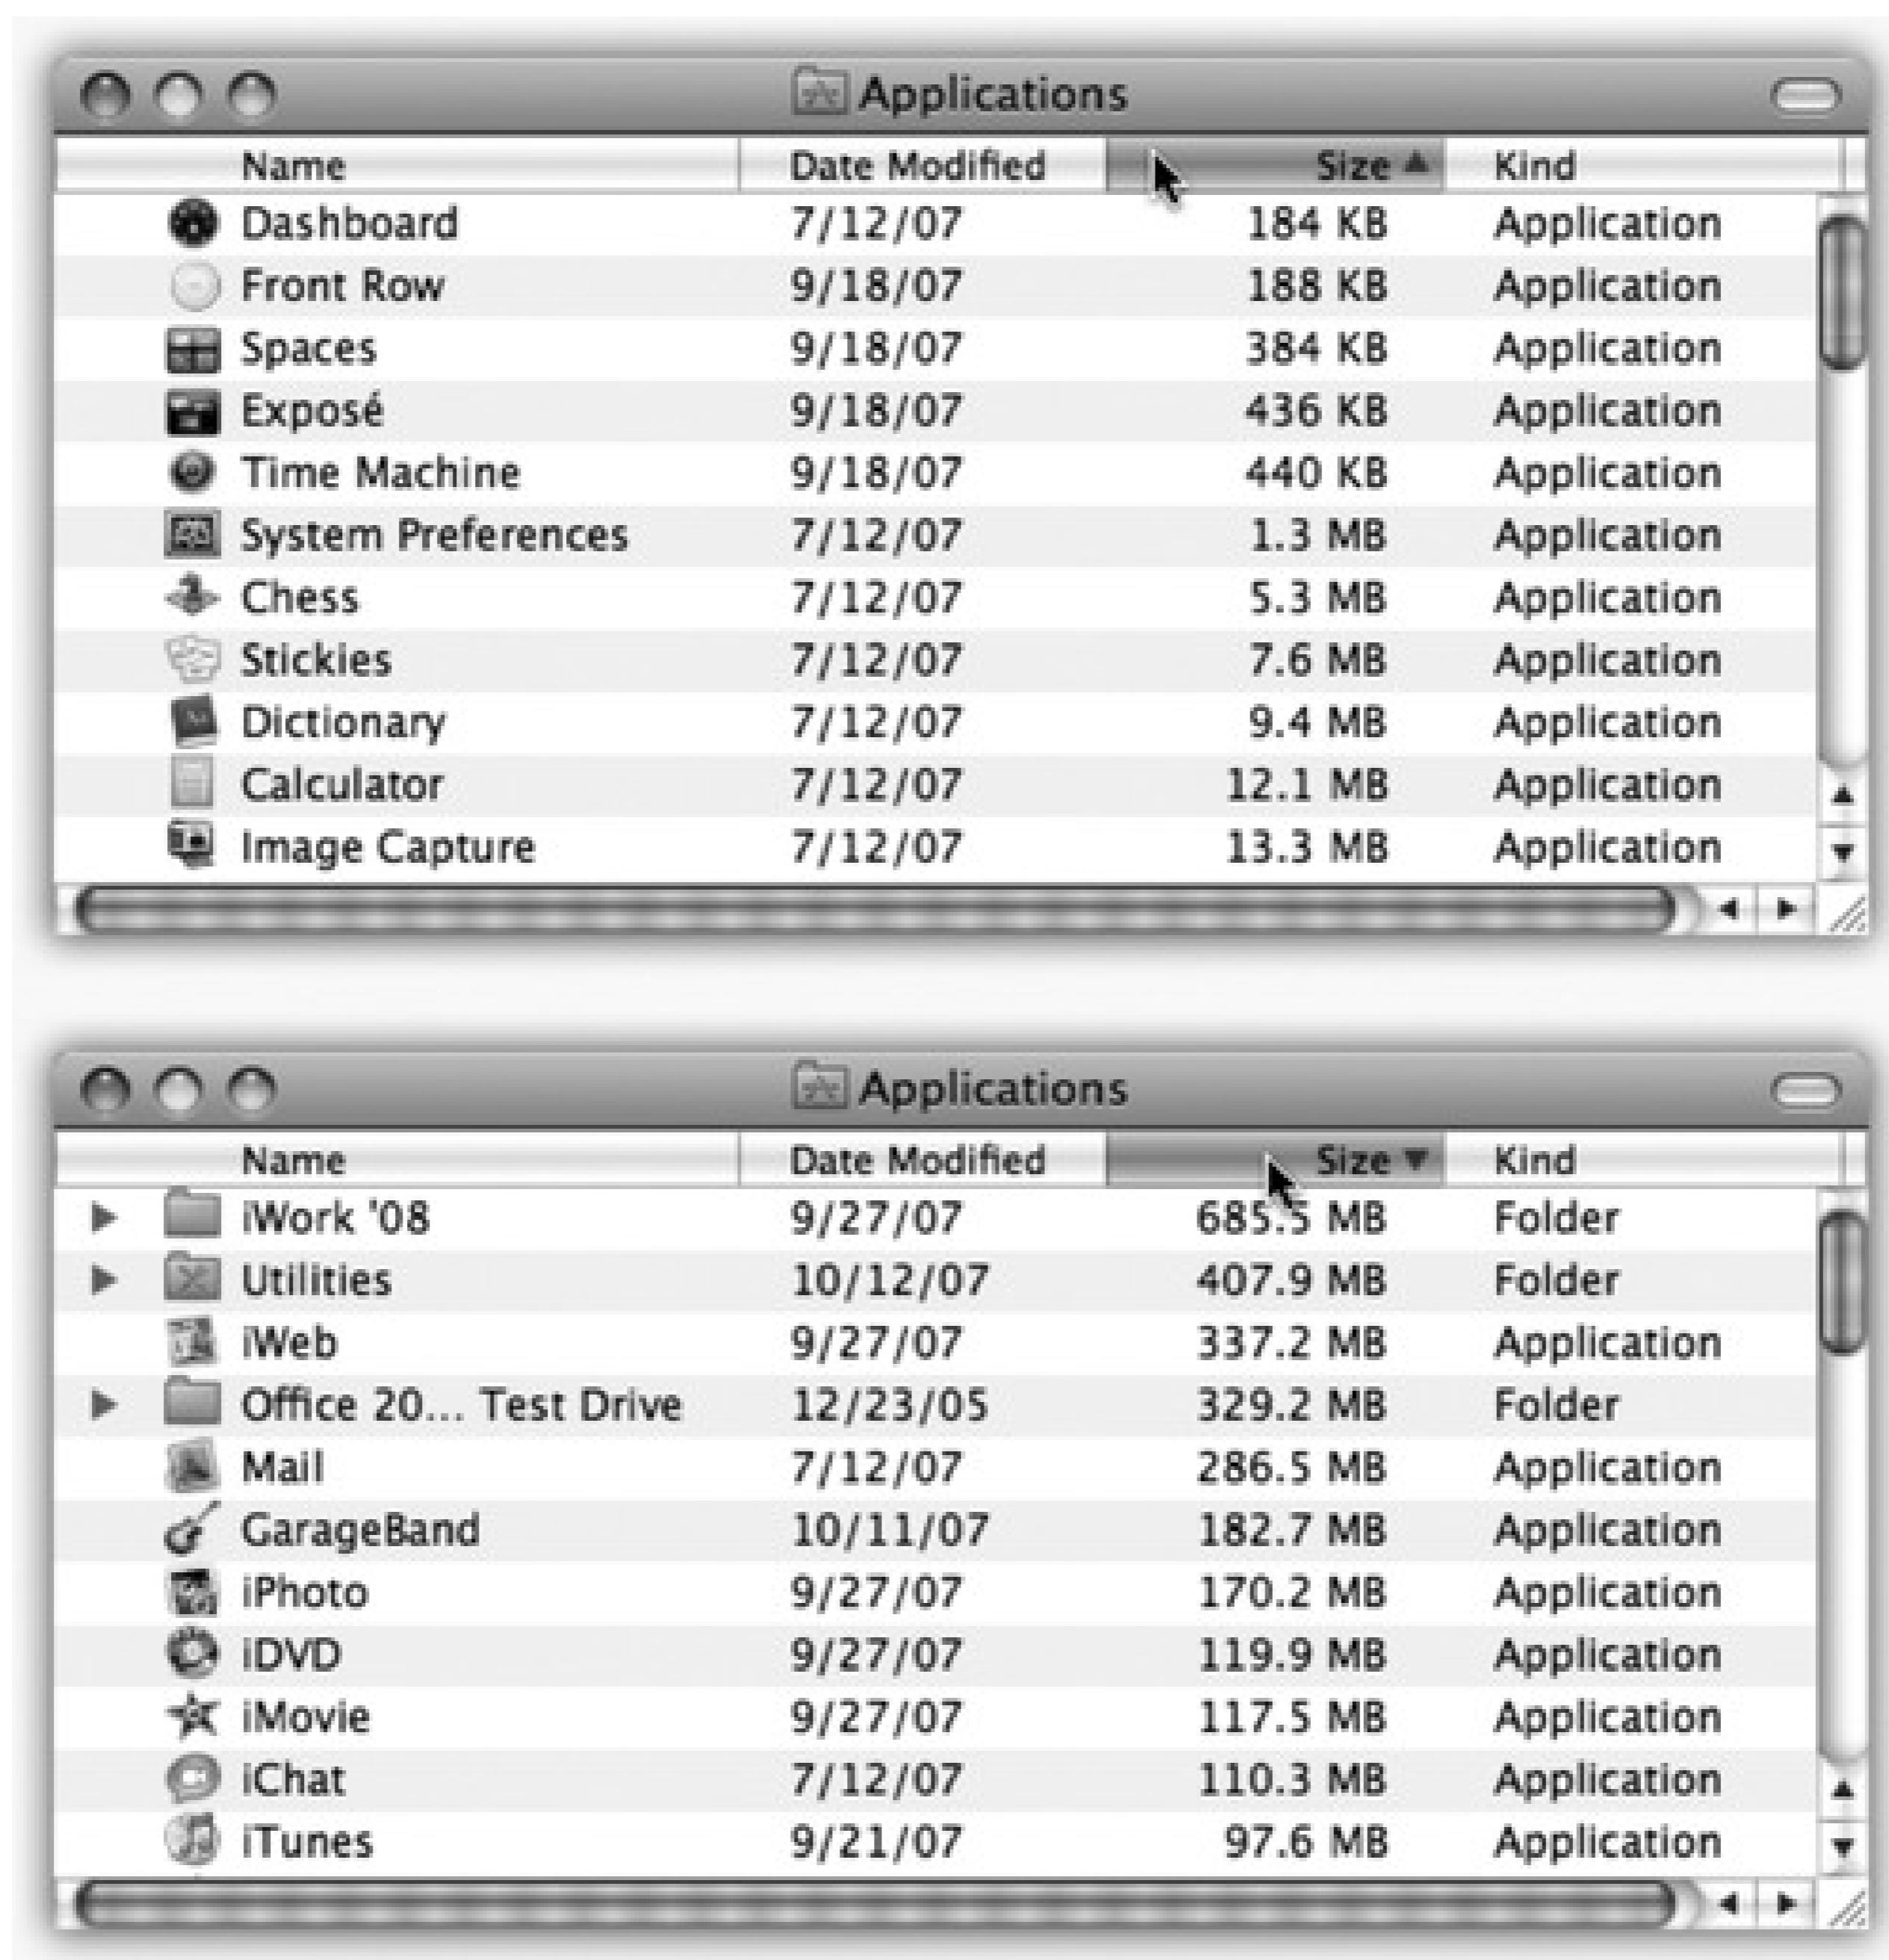 Applications
Name Date Modified Size Kind
Dashboard 7/12/07 184 KB Application
Front Row 9/18/07 188 KB Application
Spaces 9/18/07 384 KB Application
Exposé 9/18/07 436 KB Application
Time Machine 9/18/07 440 KB Application
System Preferences 7/12/07 1.3 MB Application
Chess 7/12/07 5.3 MB Application
Stickies 7/12/07 7.6 MB Application
Dictionary 7/12/07 9.4 MB Application
Calculator 7/12/07 12.1 MB Application
Image Capture 7/12/07 13.3 MB Application
Applications
Name Date Modified Size Kind
iWork '08 9/27/07 685.5 MB Folder
Utilities 10/12/07 407.9 MB Folder
iWeb 9/27/07 337.2 MB Application
Office 20... Test Drive 12/23/05 329.2 MB Folder
Mail 7/12/07 286.5 MB Application
GarageBand 10/11/07 182.7 MB Application
iPhoto 9/27/07 170.2 MB Application
iDVD 9/27/07 119.9 MB Application
iMovie 9/27/07 117.5 MB Application
iChat 7/12/07 110.3 MB Application
iTunes 9/21/07 97.6 MB Application